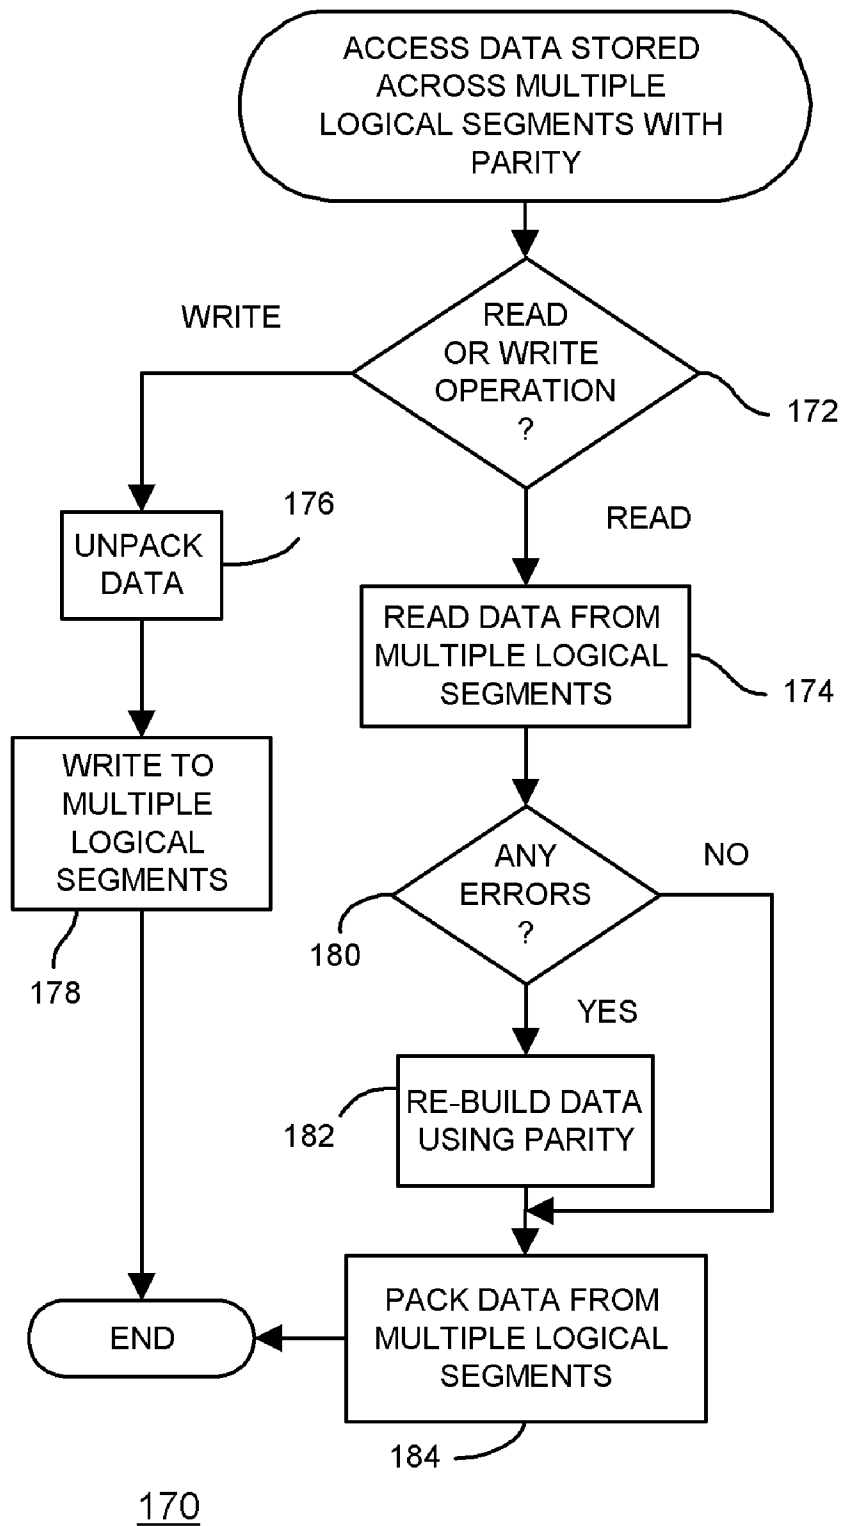 ACCESS DATA STORED
ACROSS MULTIPLE
LOGICAL SEGMENTS WITH
PARITY
WRITE
READ
OR WRITE
OPERATION
?
172
READ
176
UNPACK
DATA
READ DATA FROM
MULTIPLE LOGICAL
SEGMENTS
174
WRITE TO
MULTIPLE
LOGICAL
SEGMENTS
178
ANY
ERRORS
?
NO
180
YES
RE-BUILD DATA
USING PARITY
182
PACK DATA FROM
MULTIPLE LOGICAL
SEGMENTS
END
184
170